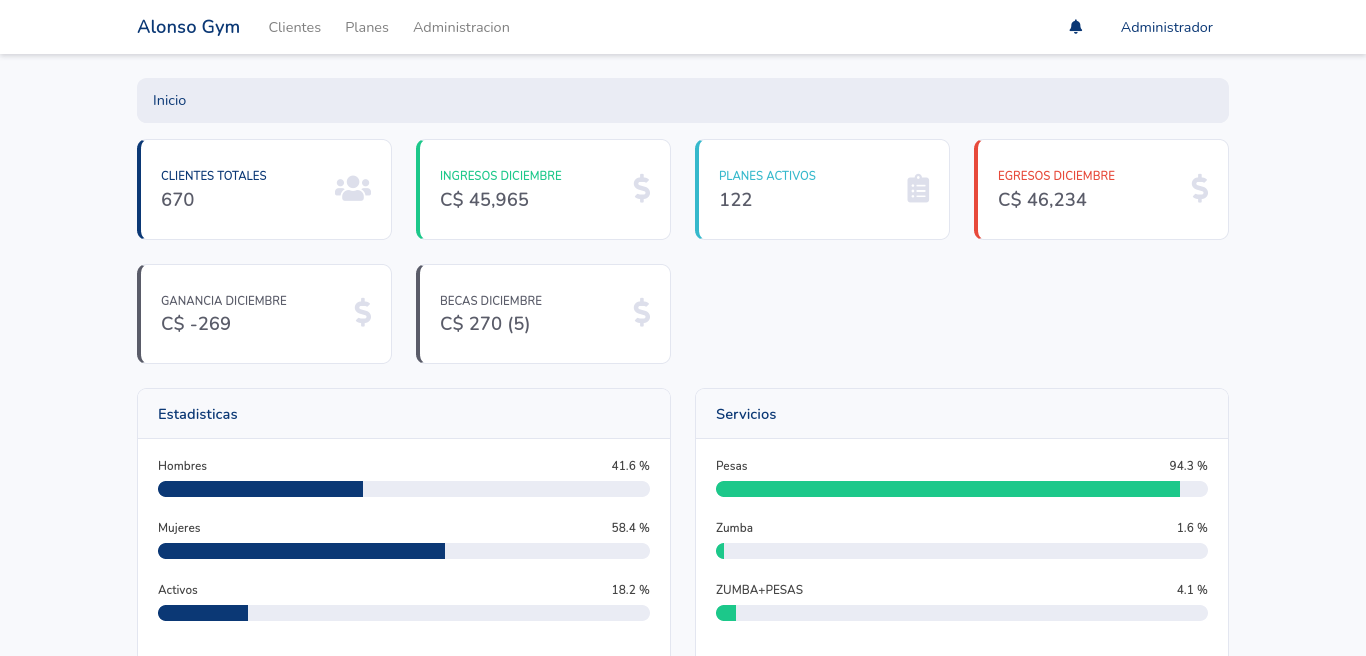 Alonso Gym Clientes Planes Administracion Administrador
Inicio
CLIENTES TOTALES
670
INGRESOS DICIEMBRE
C$ 45,965
PLANES ACTIVOS
122
EGRESOS DICIEMBRE
C$ 46,234
GANANCIA DICIEMBRE
C$ -269
BECAS DICIEMBRE
C$ 270 (5)
Estadisticas
Hombres 41.6 %
Mujeres 58.4 %
Activos 18.2 %
Servicios
Pesas 94.3 %
Zumba 1.6 %
ZUMBA+PESAS 4.1 %